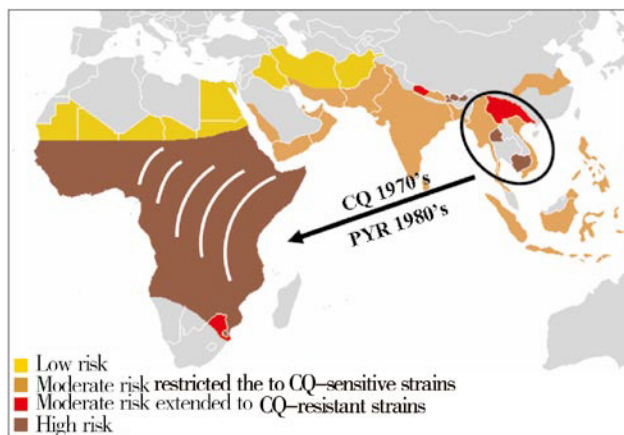 CQ 1970's
PYR 1980's
Low risk
Moderate risk restricted the to CQ-sensitive strains
Moderate risk extended to CQ-resistant strains
High risk